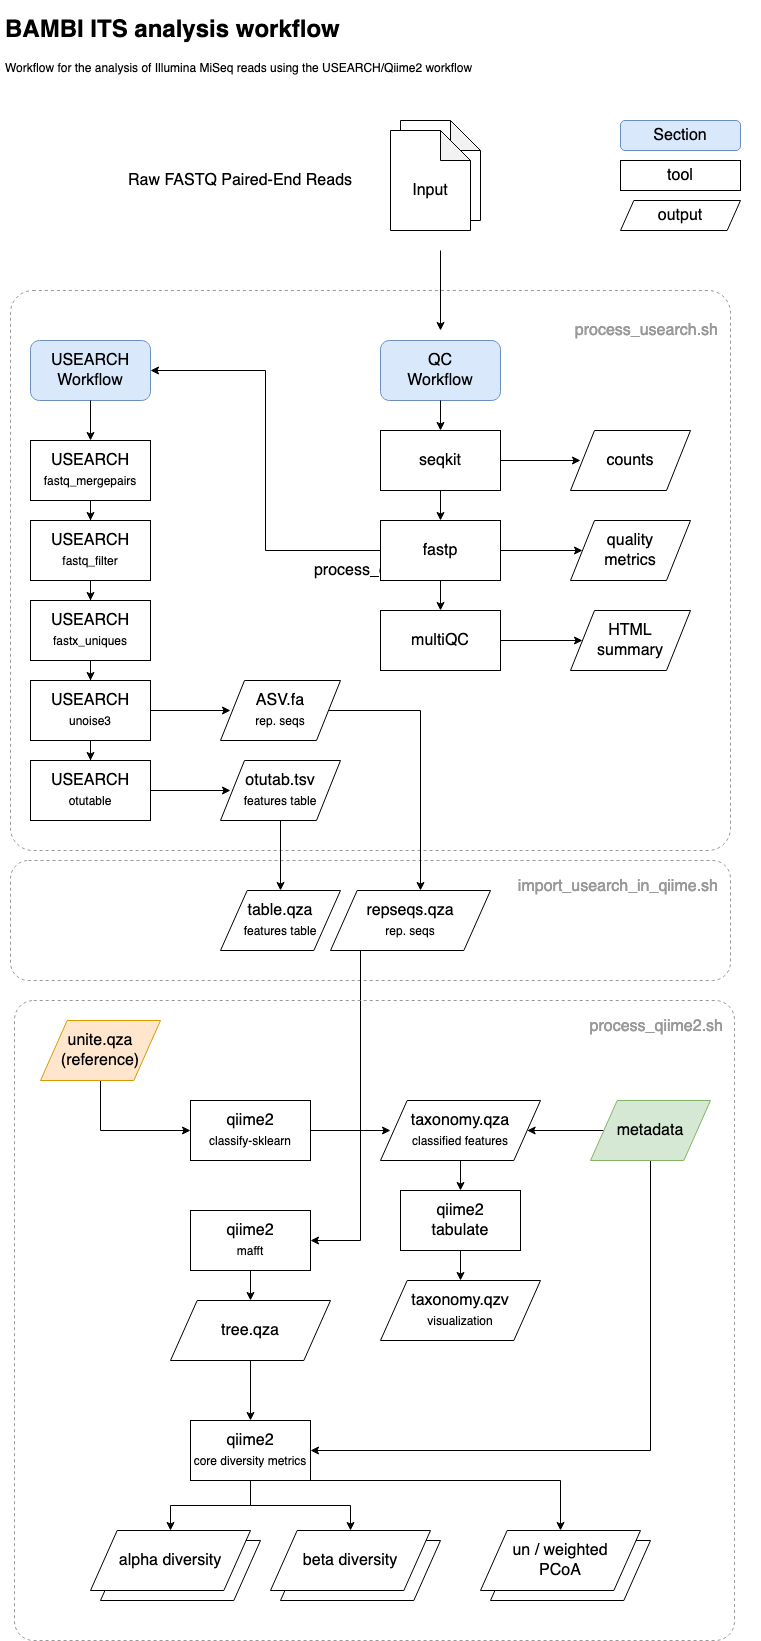 BAMBI ITS analysis workflow
Workflow for the analysis of Illumina MiSeq reads using the USEARCH/Qiime2 workflow
Raw FASTQ Paired-End Reads
Input
Section
tool
output
process_usearch.sh
USEARCH
Workflow
QC
Workflow
USEARCH
fastq_mergepairs
seqkit
counts
USEARCH
fastq_filter
fastp
quality
metrics
process_
USEARCH
fastx_uniques
multiQC
HTML
summary
USEARCH
unoise3
ASV.fa
rep. seqs
USEARCH
otutable
otutab.tsv
features table
import_usearch_in_qiime.sh
table.qza
features table
repseqs.qza
rep. seqs
process_qiime2.sh
unite.qza
(reference)
qiime2
classify-sklearn
taxonomy.qza
classified features
metadata
qiime2
mafft
qiime2
tabulate
tree.qza
taxonomy.qzv
visualization
qiime2
core diversity metrics
alpha diversity
beta diversity
un / weighted
PCoA